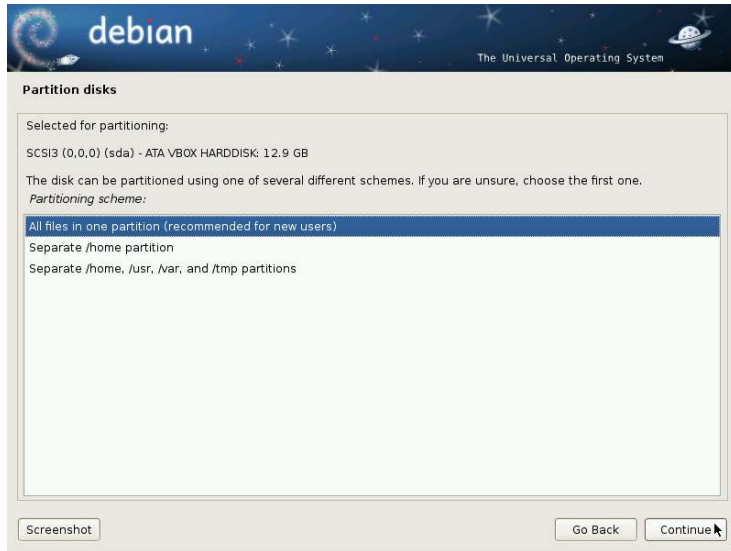 debian
The Universal Operating System
Partition disks
Selected for partitioning:
SCSI3 (0,0,0) (sda) - ATA VBOX HARDDISK: 12.9 GB
The disk can be partitioned using one of several different schemes. If you are unsure, choose the first one.
Partitioning scheme:
All files in one partition (recommended for new users)
Separate /home partition
Separate /home, /usr, /var, and /tmp partitions
Screenshot
Go Back
Continue